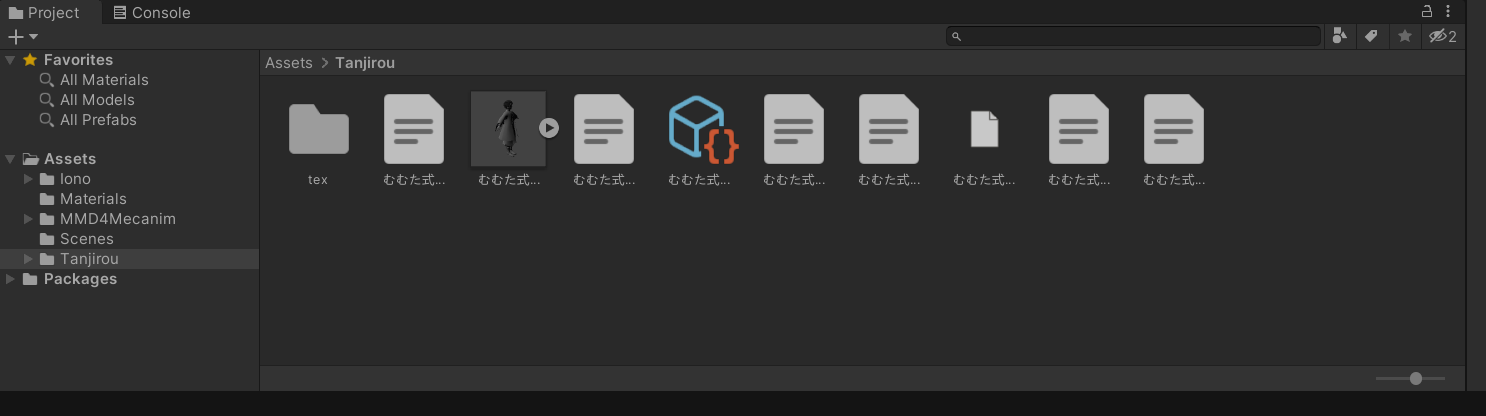 Project
Console
2
Favorites
All Materials
All Models
All Prefabs
Assets
Iono
Materials
MMD4Mecanim
Scenes
Tanjirou
Packages
Assets > Tanjirou
tex
むむた式...
むむた式...
むむた式...
むむた式...
むむた式...
むむた式...
むむた式...
むむた式...
むむた式...